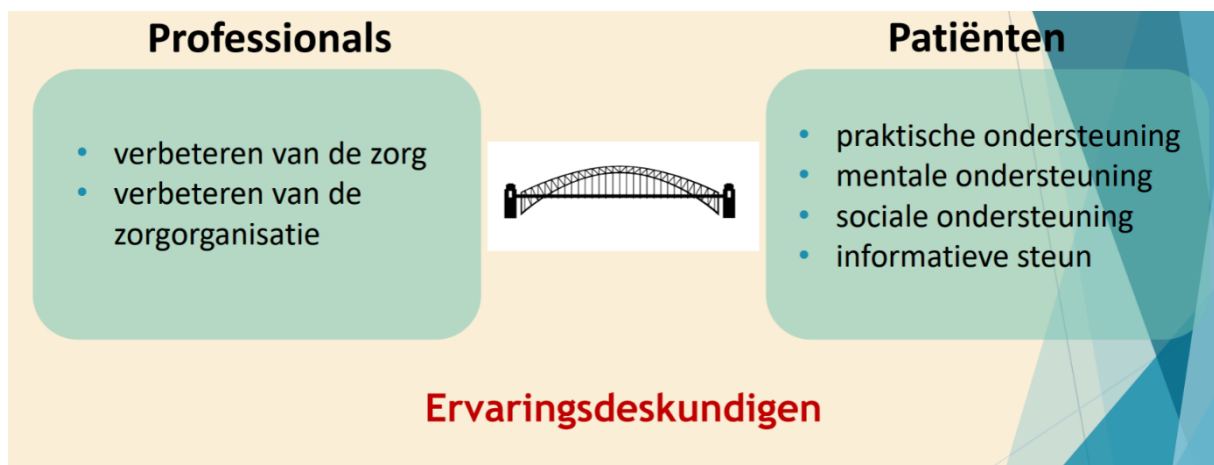 Professionals
• verbeteren van de zorg
• verbeteren van de
zorgorganisatie
Patiënten
• praktische ondersteuning
• mentale ondersteuning
• sociale ondersteuning
• informatieve steun
Ervaringsdeskundigen